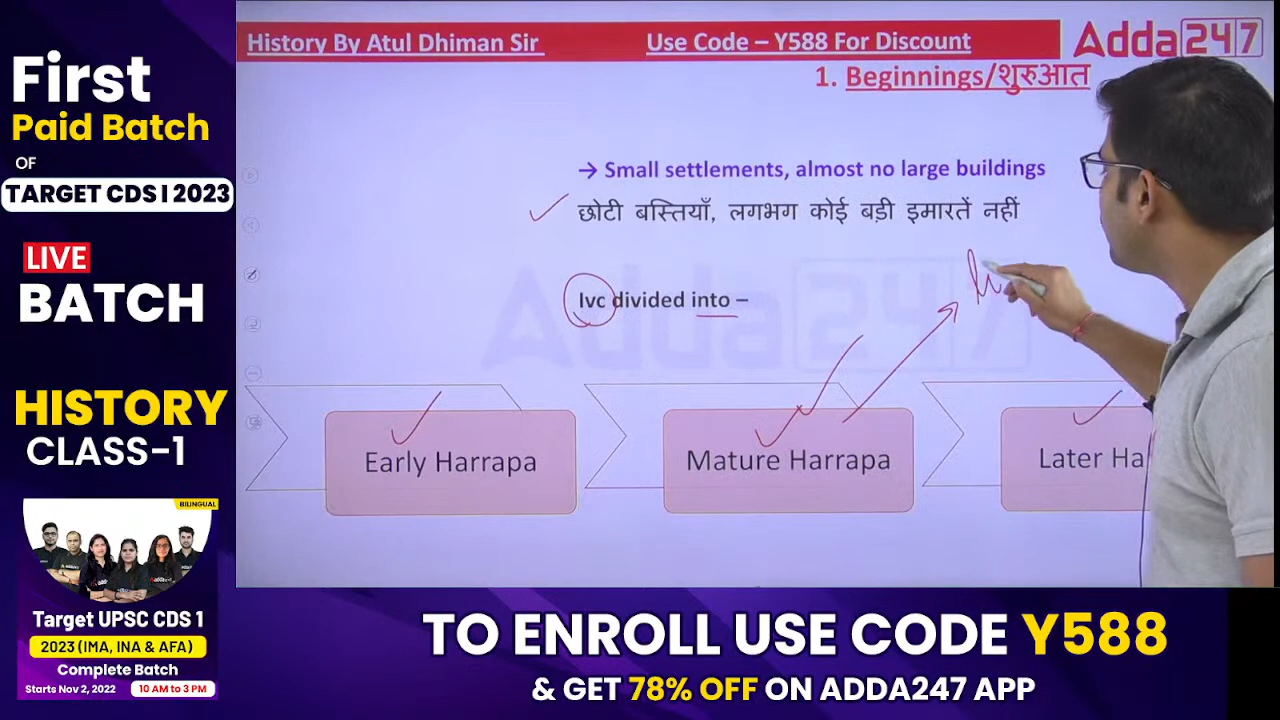 First
Paid Batch
OF
TARGET CDS I 2023
LIVE
BATCH
HISTORY
CLASS-1
BILINGUAL
Target UPSC CDS 1
2023 (IMA, INA & AFA)
Complete Batch
Starts Nov 2, 2022 10 AM to 3 PM
History By Atul Dhiman Sir Use Code – Y588 For Discount Adda247
1. Beginnings/शुरुआत
→ Small settlements, almost no large buildings
छोटी बस्तियाँ, लगभग कोई बड़ी इमारतें नहीं
Ivc divided into –
Adda247
Early Harrapa Mature Harrapa Later Ha
TO ENROLL USE CODE Y588
& GET 78% OFF ON ADDA247 APP